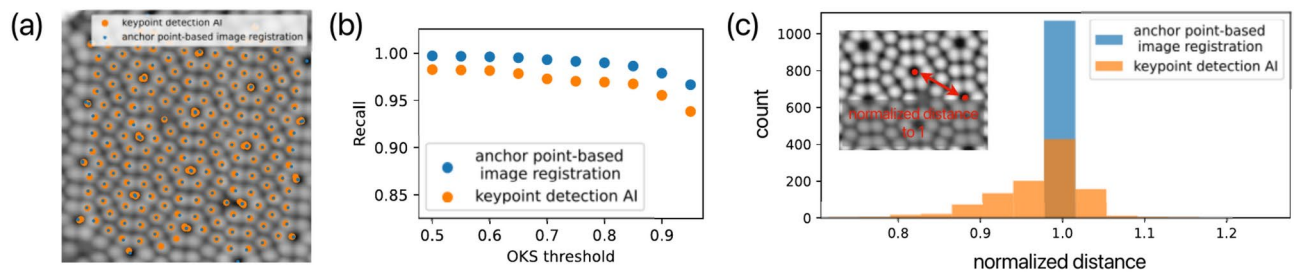 (a)
keypoint detection AI
anchor point-based image registration
(b)
1.00
0.95
0.90
0.85
Recall
anchor point-based
image registration
keypoint detection AI
0.5
0.6
0.7
0.8
0.9
OKS threshold
(c)
1000
800
600
400
200
0
count
normalized distance
to 1
anchor point-based
image registration
keypoint detection AI
0.8
0.9
1.0
1.1
1.2
normalized distance